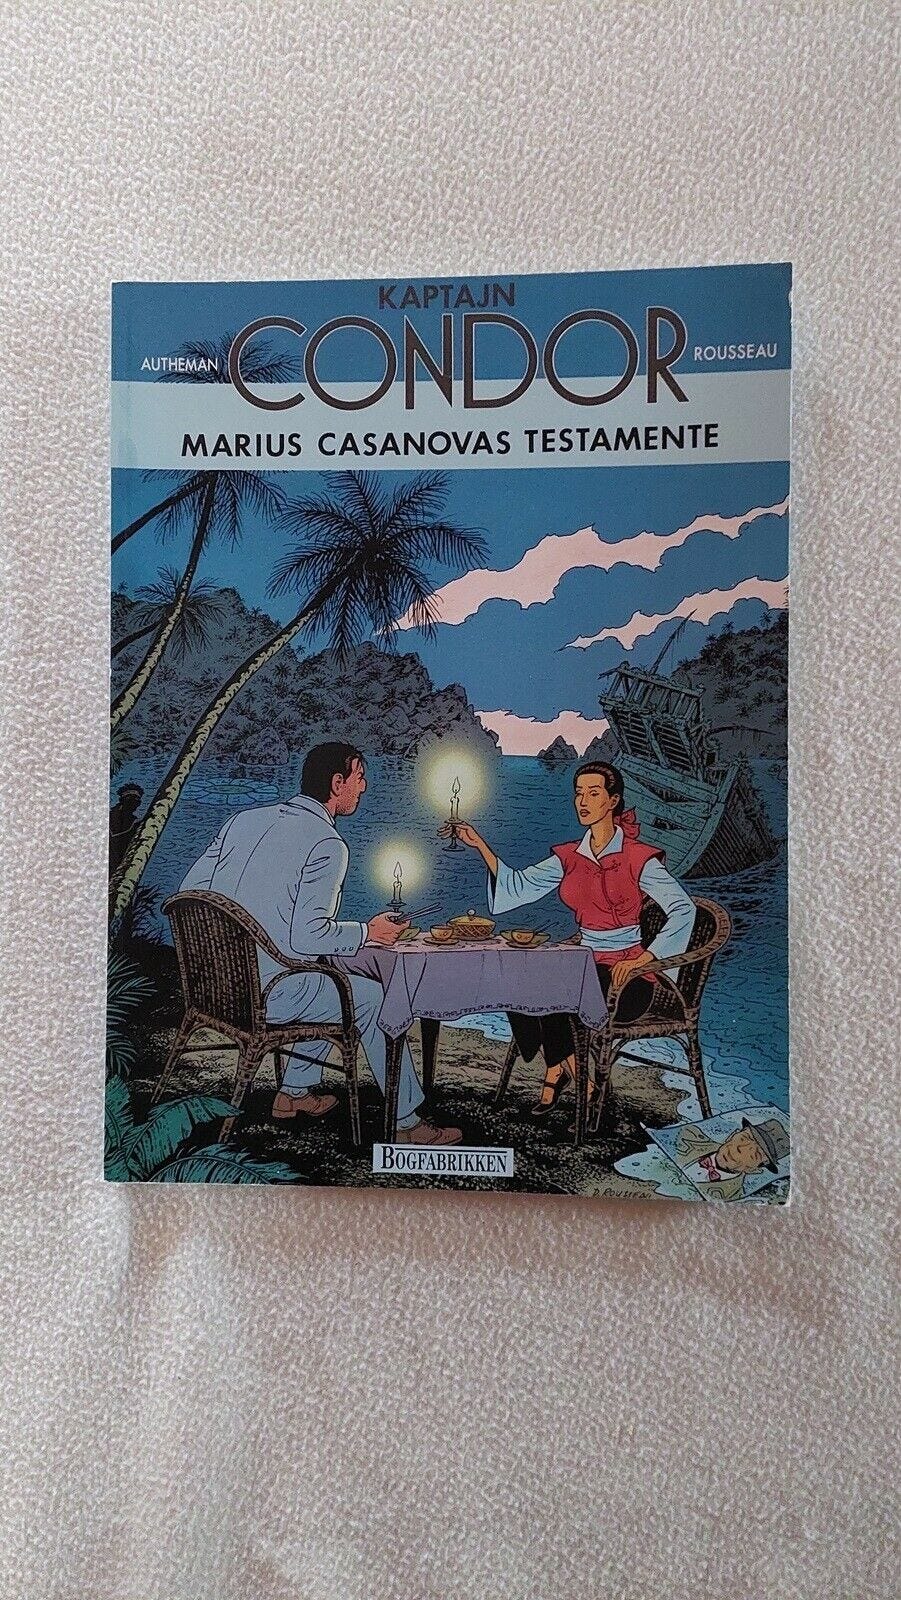 KAPTAJN
AUTHEMAN CONDOR ROUSSEAU
MARIUS CASANOVAS TESTAMENTE
BOGFABRIKKEN